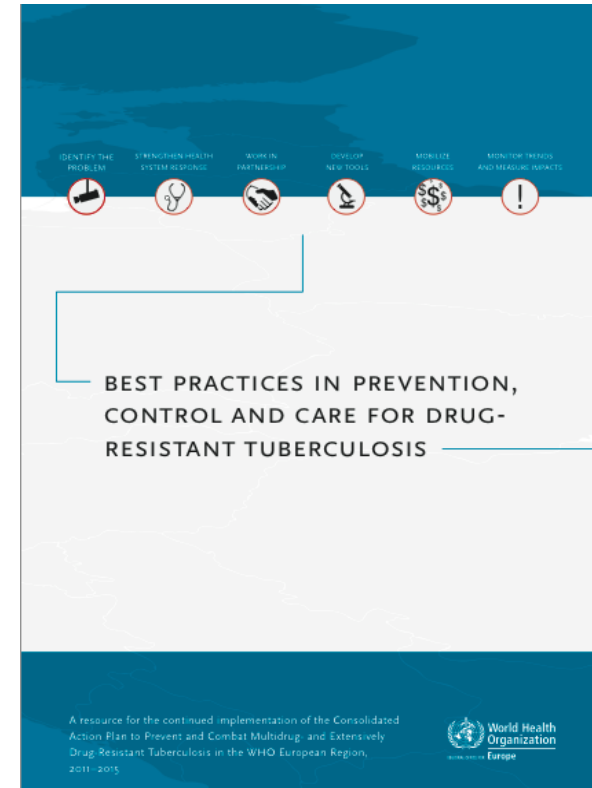 IDENTIFY THE PROBLEM
STRENGTHEN HEALTH SYSTEM RESPONSE
WORK IN PARTNERSHIP
DEVELOP NEW TOOLS
MOBILIZE RESOURCES
MONITOR TRENDS AND MEASURE IMPACTS
BEST PRACTICES IN PREVENTION,
CONTROL AND CARE FOR DRUG-
RESISTANT TUBERCULOSIS
A resource for the continued implementation of the Consolidated
Action Plan to Prevent and Combat Multidrug- and Extensively
Drug-Resistant Tuberculosis in the WHO European Region,
2011–2015
World Health
Organization
REGIONAL OFFICE FOR Europe